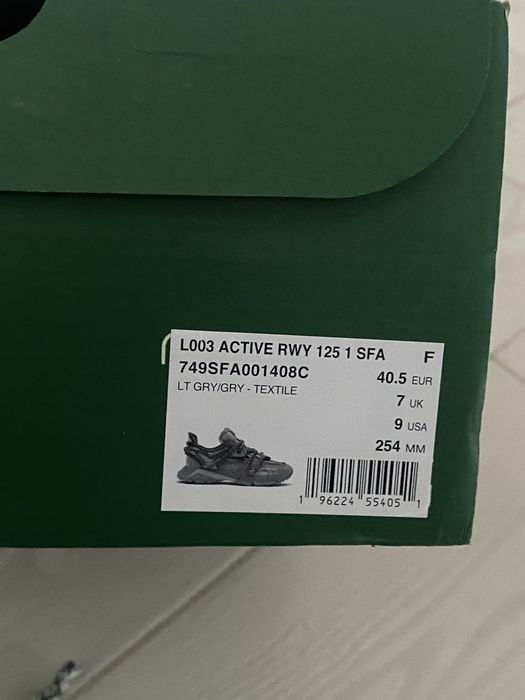 L003 ACTIVE RWY 125 1 SFA F
749SFA001408C
LT GRY/GRY - TEXTILE
40.5 EUR
7 UK
9 USA
254 MM
1 96224 55405 1